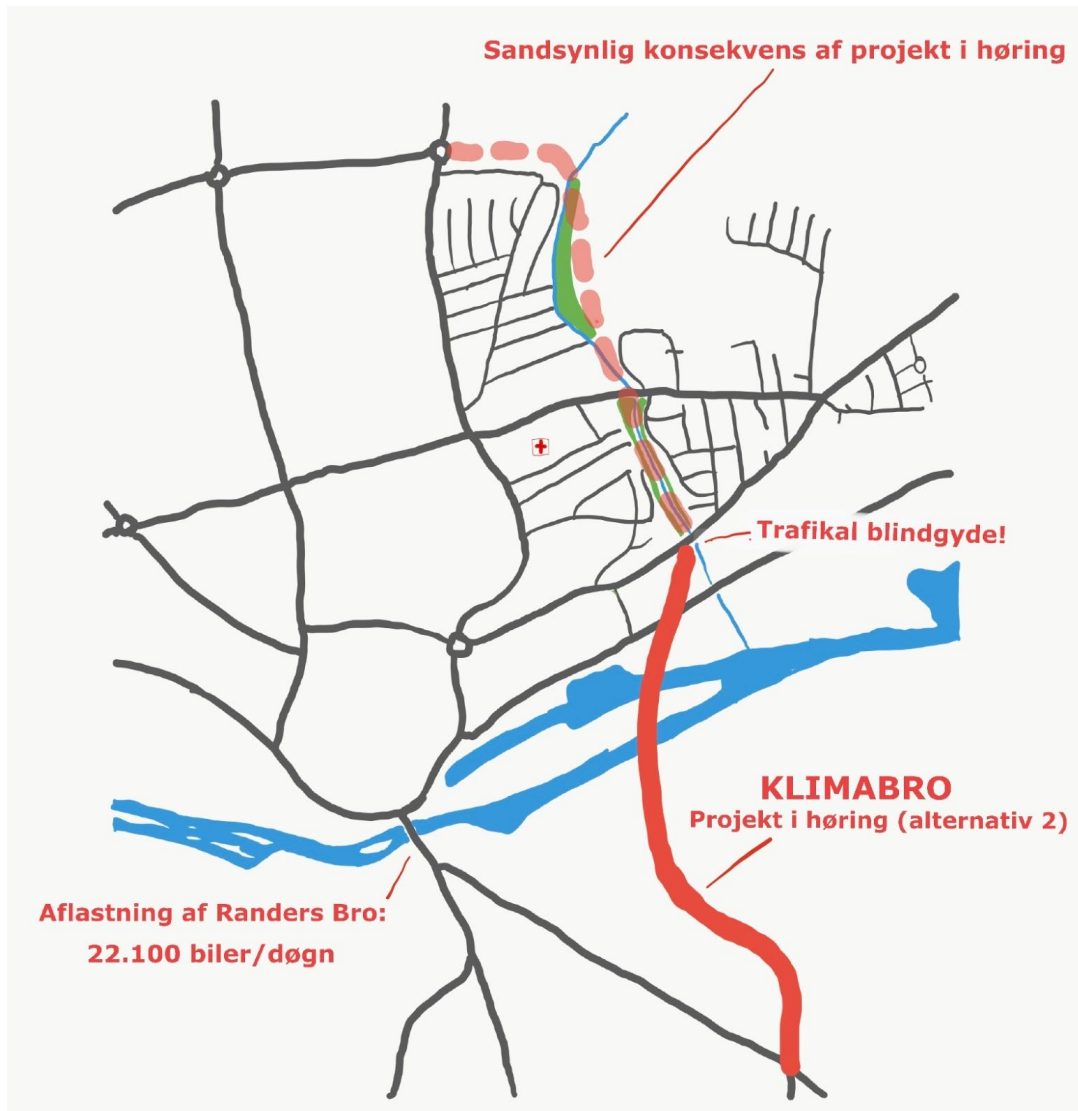 Sandsynlig konsekvens af projekt i høring
Trafikal blindgyde!
KLIMABRO
Projekt i høring (alternativ 2)
Aflastning af Randers Bro:
22.100 biler/døgn